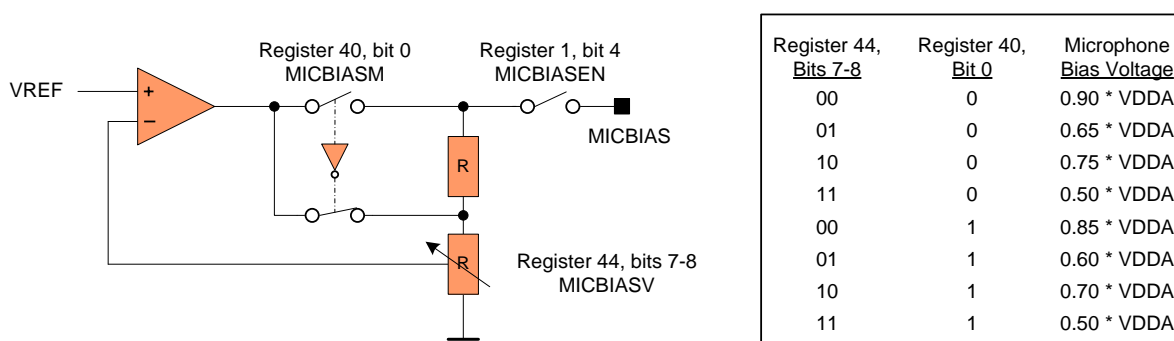 Register 40, bit 0
MICBIASM
Register 1, bit 4
MICBIASEN
VREF
+
−
MICBIAS
R
R
Register 44, bits 7-8
MICBIASV
Register 44, Register 40, Microphone
Bits 7-8 Bit 0 Bias Voltage
00 0 0.90 * VDDA
01 0 0.65 * VDDA
10 0 0.75 * VDDA
11 0 0.50 * VDDA
00 1 0.85 * VDDA
01 1 0.60 * VDDA
10 1 0.70 * VDDA
11 1 0.50 * VDDA